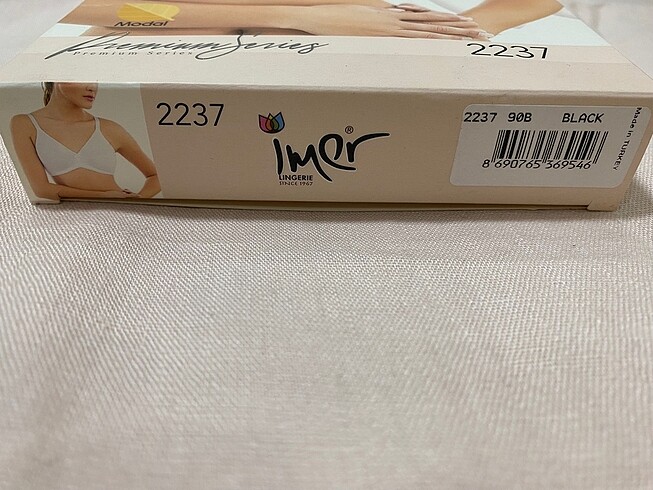 Modal
Premium Series
Premium Series
2237
2237
imer®
LINGERIE
SINCE 1967
2237 90B BLACK
8 690765 369546
Made in TURKEY